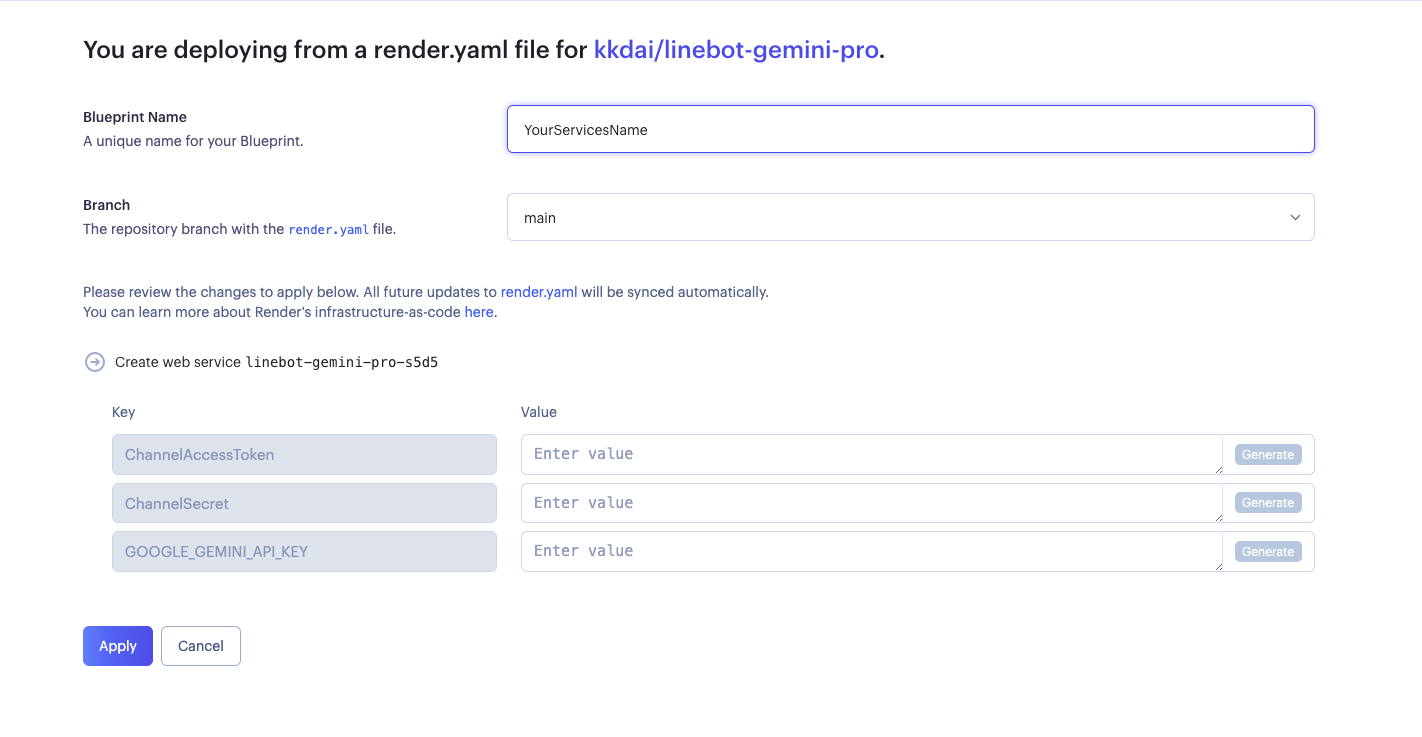 You are deploying from a render.yaml file for kkdai/linebot-gemini-pro.
Blueprint Name
A unique name for your Blueprint.
YourServicesName
Branch
The repository branch with the render.yaml file.
main
Please review the changes to apply below. All future updates to render.yaml will be synced automatically.
You can learn more about Render's infrastructure-as-code here.
Create web service linebot-gemini-pro-s5d5
Key Value
ChannelAccessToken Enter value Generate
ChannelSecret Enter value Generate
GOOGLE_GEMINI_API_KEY Enter value Generate
Apply Cancel